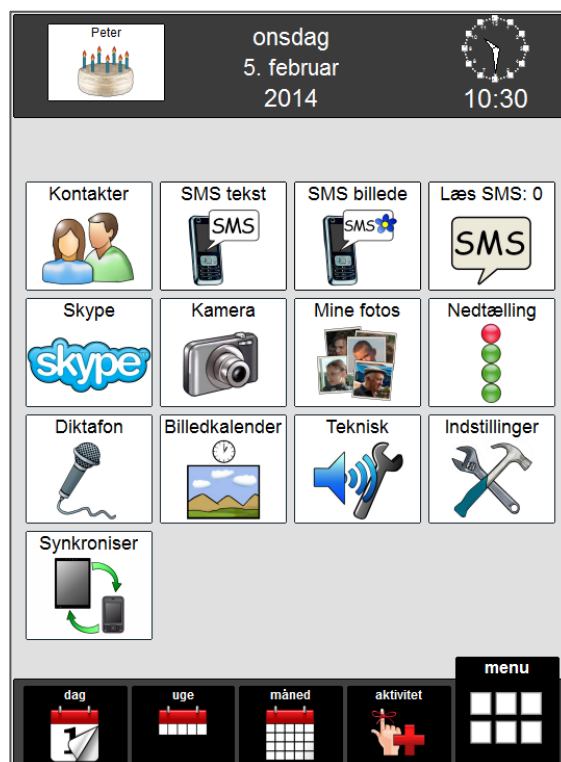 Peter
onsdag
5. februar
2014
10:30
Kontakter
SMS tekst
SMS billede
Læs SMS: 0
SMS
SMS
SMS
Skype
Kamera
Mine fotos
Nedtælling
skype
Diktafon
Billedkalender
Teknisk
Indstillinger
Synkroniser
menu
dag
uge
måned
aktivitet
1